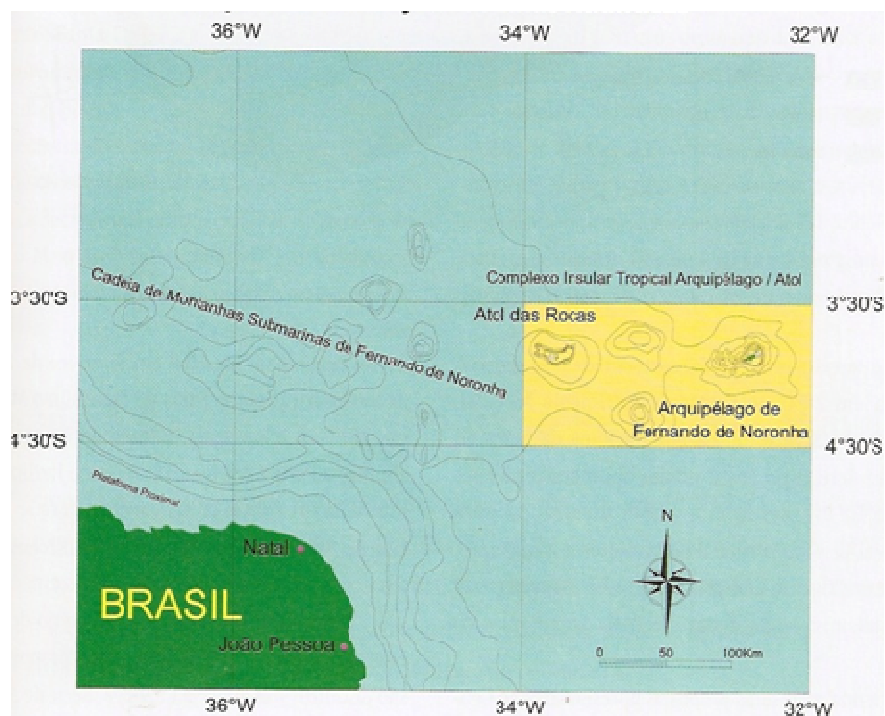 36°W 34°W 32°W
Complexo Insular Tropical Arquipélago / Atol
Cadeia de Montanhas Submarinas de Fernando de Noronha
3°30'S 3°30'S
Atol das Rocas
Arquipélago de
Fernando de Noronha
4°30'S 4°30'S
Plataforma
N
Natal
BRASIL
João Pessoa
0 50 100Km
36°W 34°W 32°W